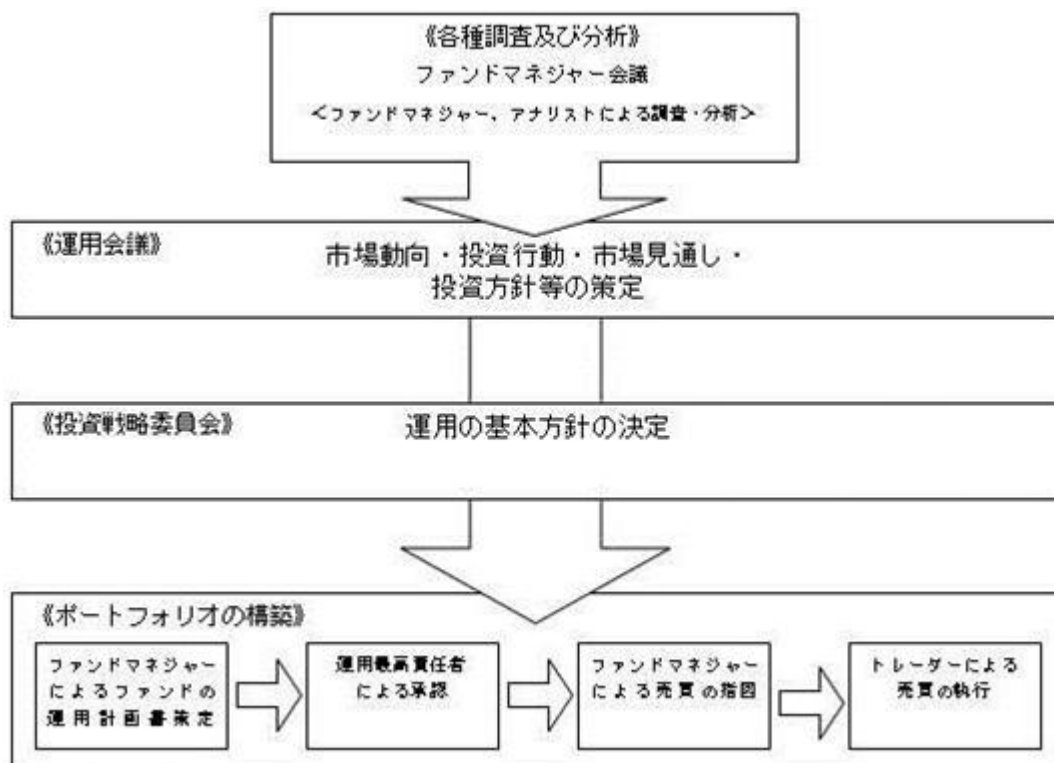 《各種調査及び分析》
ファンドマネジャー会議
＜ファンドマネジャー、アナリストによる調査・分析＞
《運用会議》
市場動向・投資行動・市場見通し・
投資方針等の策定
《投資戦略委員会》
運用の基本方針の決定
《ポートフォリオの構築》
ファンドマネジャー
によるファンドの
運用計画書策定
運用最高責任者
による承認
ファンドマネジャー
による売買の指図
トレーダーによる
売買の執行